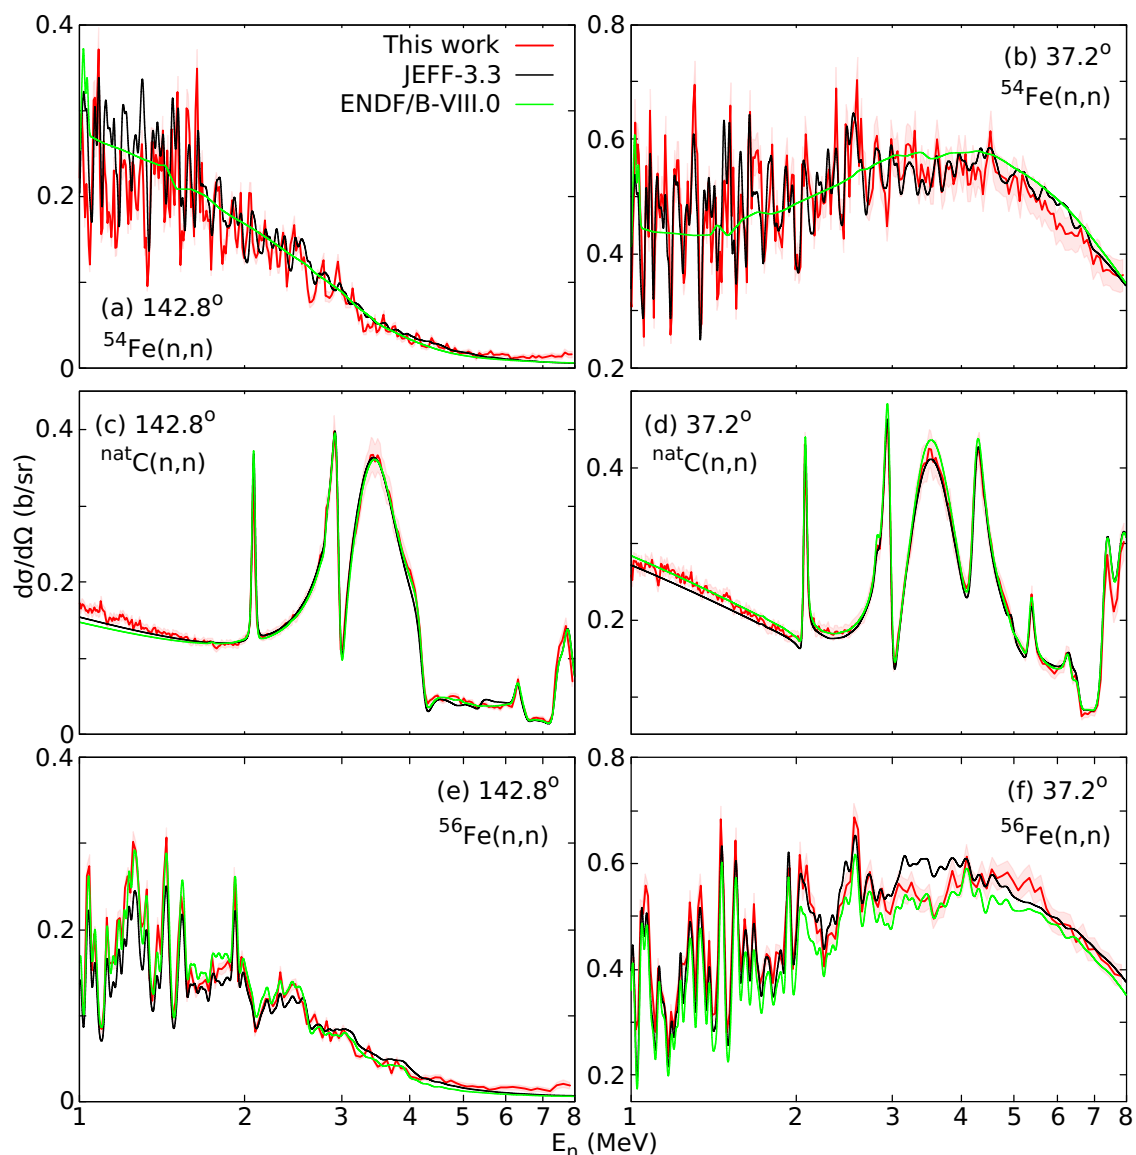 0.4
0.2
0
This work
JEFF-3.3
ENDF/B-VIII.0
(a) 142.8°
⁵⁴Fe(n,n)
0.8
0.6
0.4
0.2
(b) 37.2°
⁵⁴Fe(n,n)
dσ/dΩ (b/sr)
0.4
0.2
0
(c) 142.8°
ⁿᵃᵗC(n,n)
0.4
0.2
(d) 37.2°
ⁿᵃᵗC(n,n)
0.4
0.2
0
(e) 142.8°
⁵⁶Fe(n,n)
1 2 3 4 5 6 7 8
0.8
0.6
0.4
0.2
(f) 37.2°
⁵⁶Fe(n,n)
1 2 3 4 5 6 7 8
Eₙ (MeV)